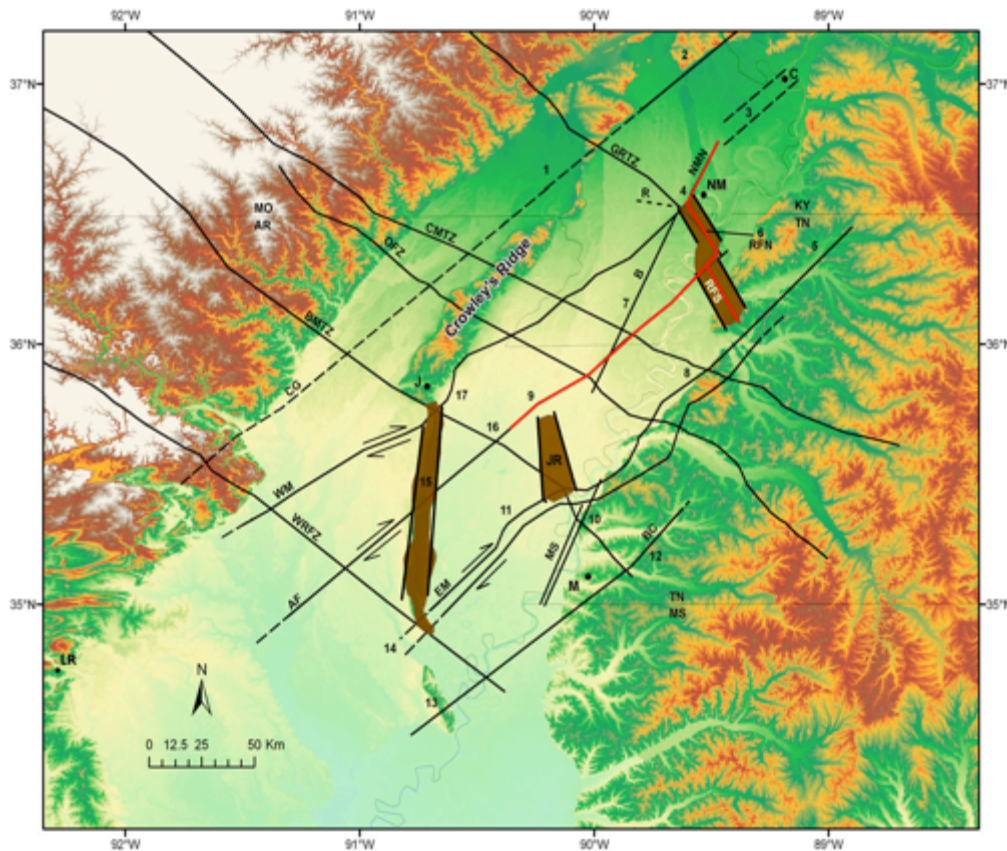 92°W 91°W 90°W 89°W
37°N 37°N
2
C
3
1
GRTZ
NMN
R
4
NM
KY
TN
MO
AR
CMTZ
OFZ
6
RFN
5
Crowley's Ridge
B
7
RFS
BMTZ
36°N 36°N
CG
J
17
9
8
16
JR
15
WM
11
10
WRFZ
MS
BC
12
EM
M
AF
TN
MS
35°N 35°N
14
LR
N
13
0 12.5 25 50 Km
92°W 91°W 90°W 89°W